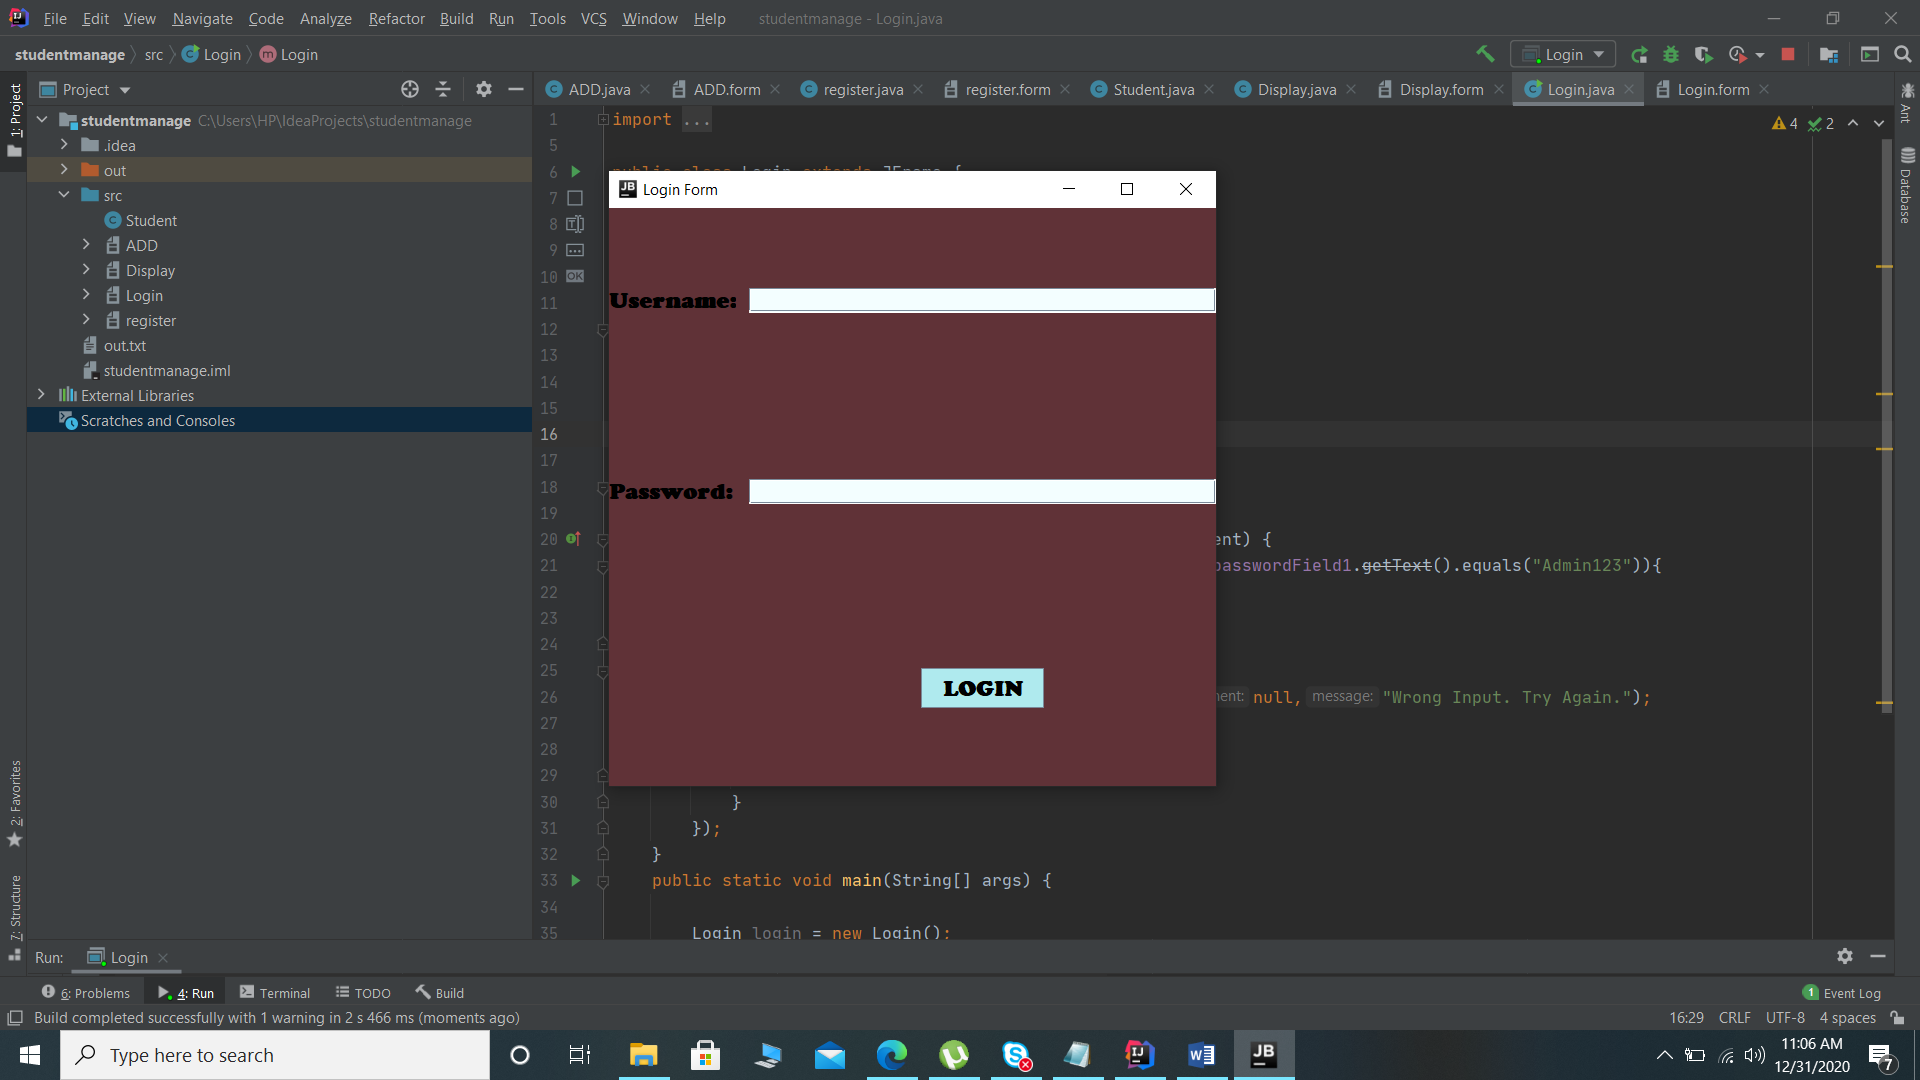 File Edit View Navigate Code Analyze Refactor Build Run Tools VCS Window Help studentmanage - Login.java
studentmanage src Login Login
Login
Project
ADD.java ADD.form register.java register.form Student.java Display.java Display.form Login.java Login.form
1: Project
studentmanage C:\Users\HP\IdeaProjects\studentmanage
.idea
out
src
Student
ADD
Display
Login
register
out.txt
studentmanage.iml
External Libraries
Scratches and Consoles
2: Favorites
7: Structure
Ant
Database
4 2
1 import ...
5
6
7
8
9
10 OK
11
12
13
14
15
16
17
18
19
20 ent) {
21 passwordField1.getText().equals("Admin123")){
22
23
24
25
26 nent: null, message: "Wrong Input. Try Again.");
27
28
29
30 }
31 });
32 }
33 public static void main(String[] args) {
34
35 Login login = new Login();
JB Login Form
Username:
Password:
LOGIN
Run: Login
6: Problems 4: Run Terminal TODO Build 1 Event Log
Build completed successfully with 1 warning in 2 s 466 ms (moments ago) 16:29 CRLF UTF-8 4 spaces
Type here to search
11:06 AM
12/31/2020
7